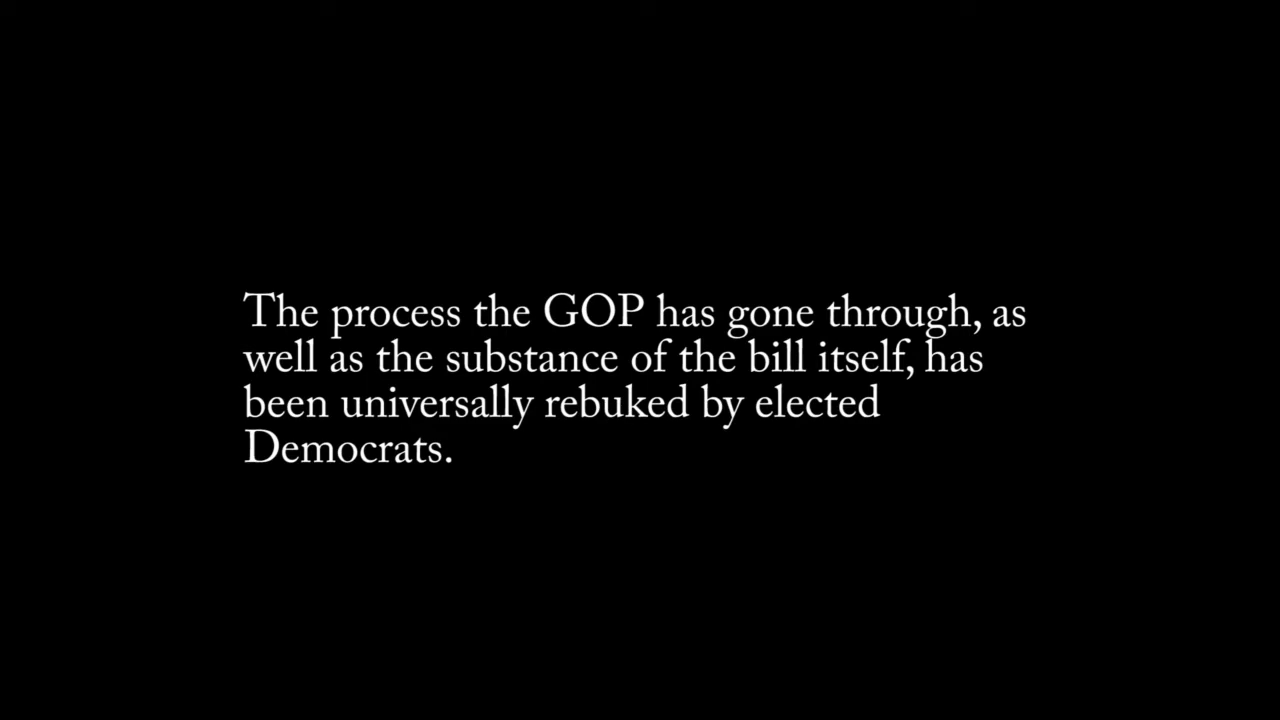 The process the GOP has gone through, as
well as the substance of the bill itself, has
been universally rebuked by elected
Democrats.